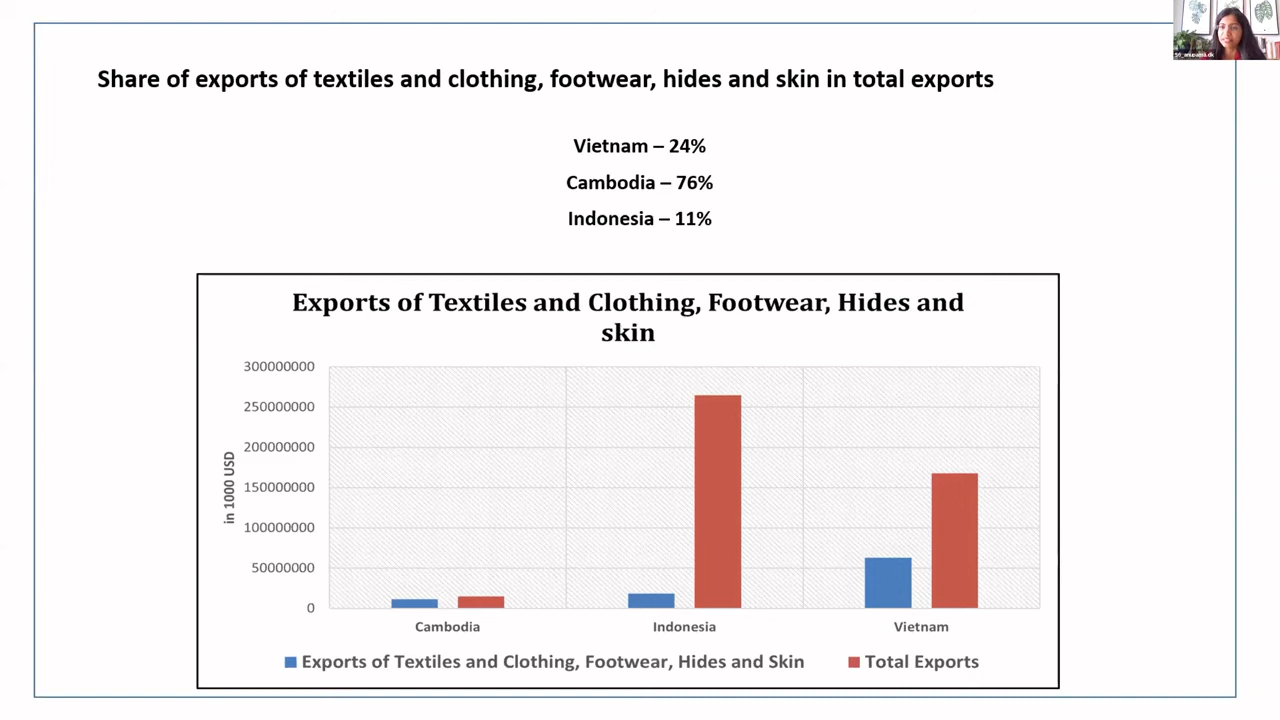 Share of exports of textiles and clothing, footwear, hides and skin in total exports
Vietnam – 24%
Cambodia – 76%
Indonesia – 11%
Exports of Textiles and Clothing, Footwear, Hides and
skin
300000000
250000000
200000000
150000000
100000000
50000000
0
in 1000 USD
Cambodia Indonesia Vietnam
Exports of Textiles and Clothing, Footwear, Hides and Skin Total Exports